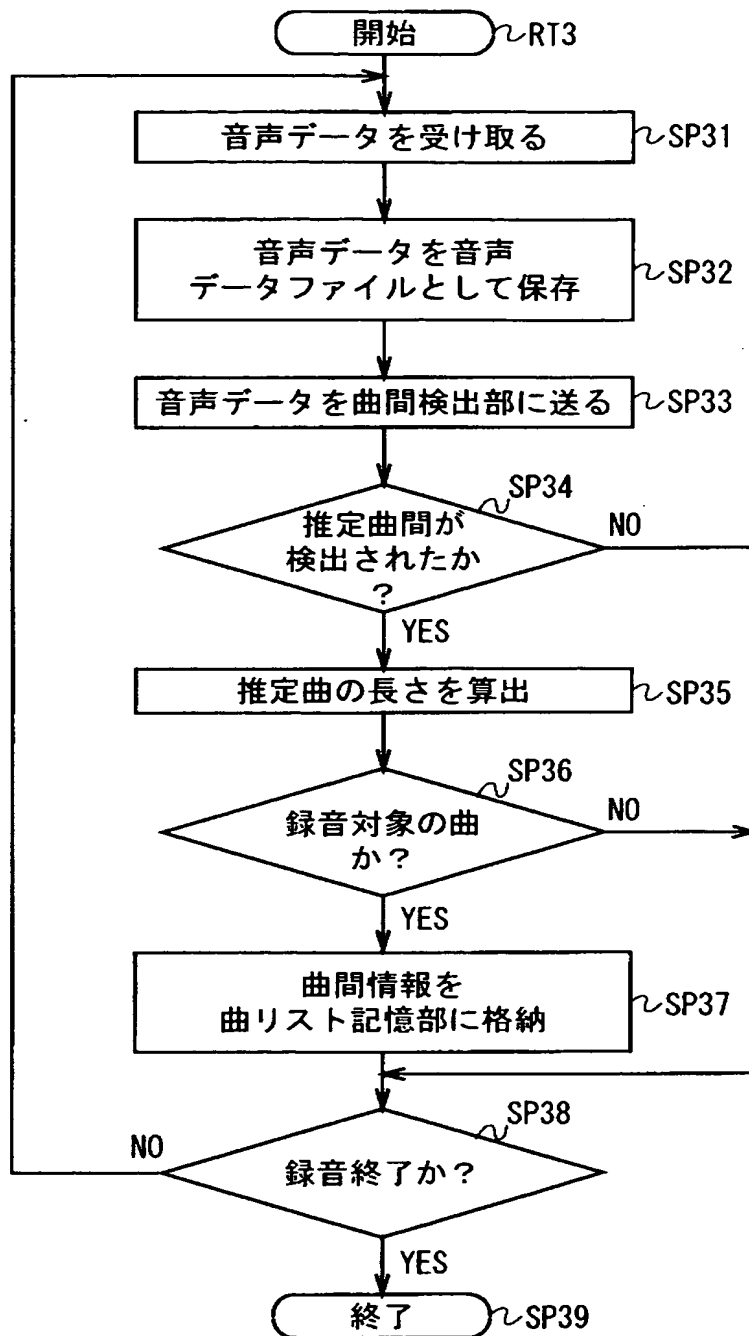 開始
RT3
音声データを受け取る
SP31
音声データを音声
データファイルとして保存
SP32
音声データを曲間検出部に送る
SP33
SP34
推定曲間が
検出されたか
?
NO
YES
推定曲の長さを算出
SP35
SP36
録音対象の曲
か?
NO
YES
曲間情報を
曲リスト記憶部に格納
SP37
SP38
NO
録音終了か?
YES
終了
SP39